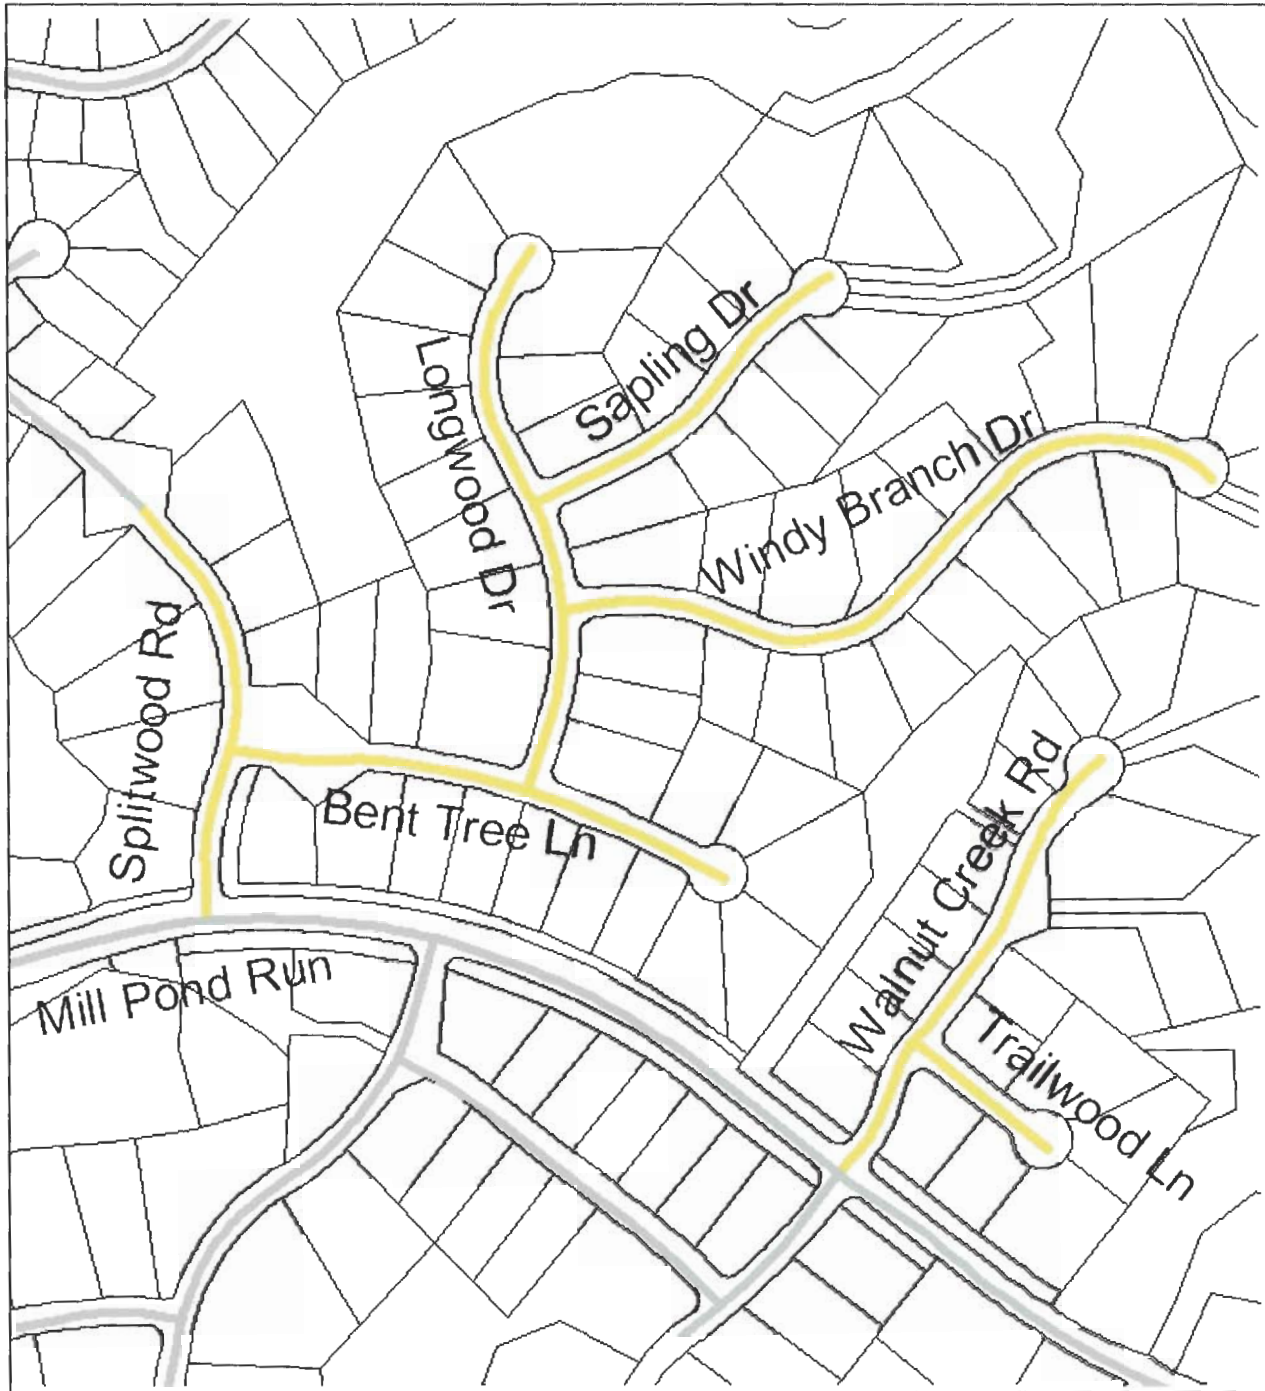 Sapling Dr
Longwood Dr
Windy Branch Dr
Splitwood Rd
Bent Tree Ln
Walnut Creek Rd
Mill Pond Run
Trailwood Ln